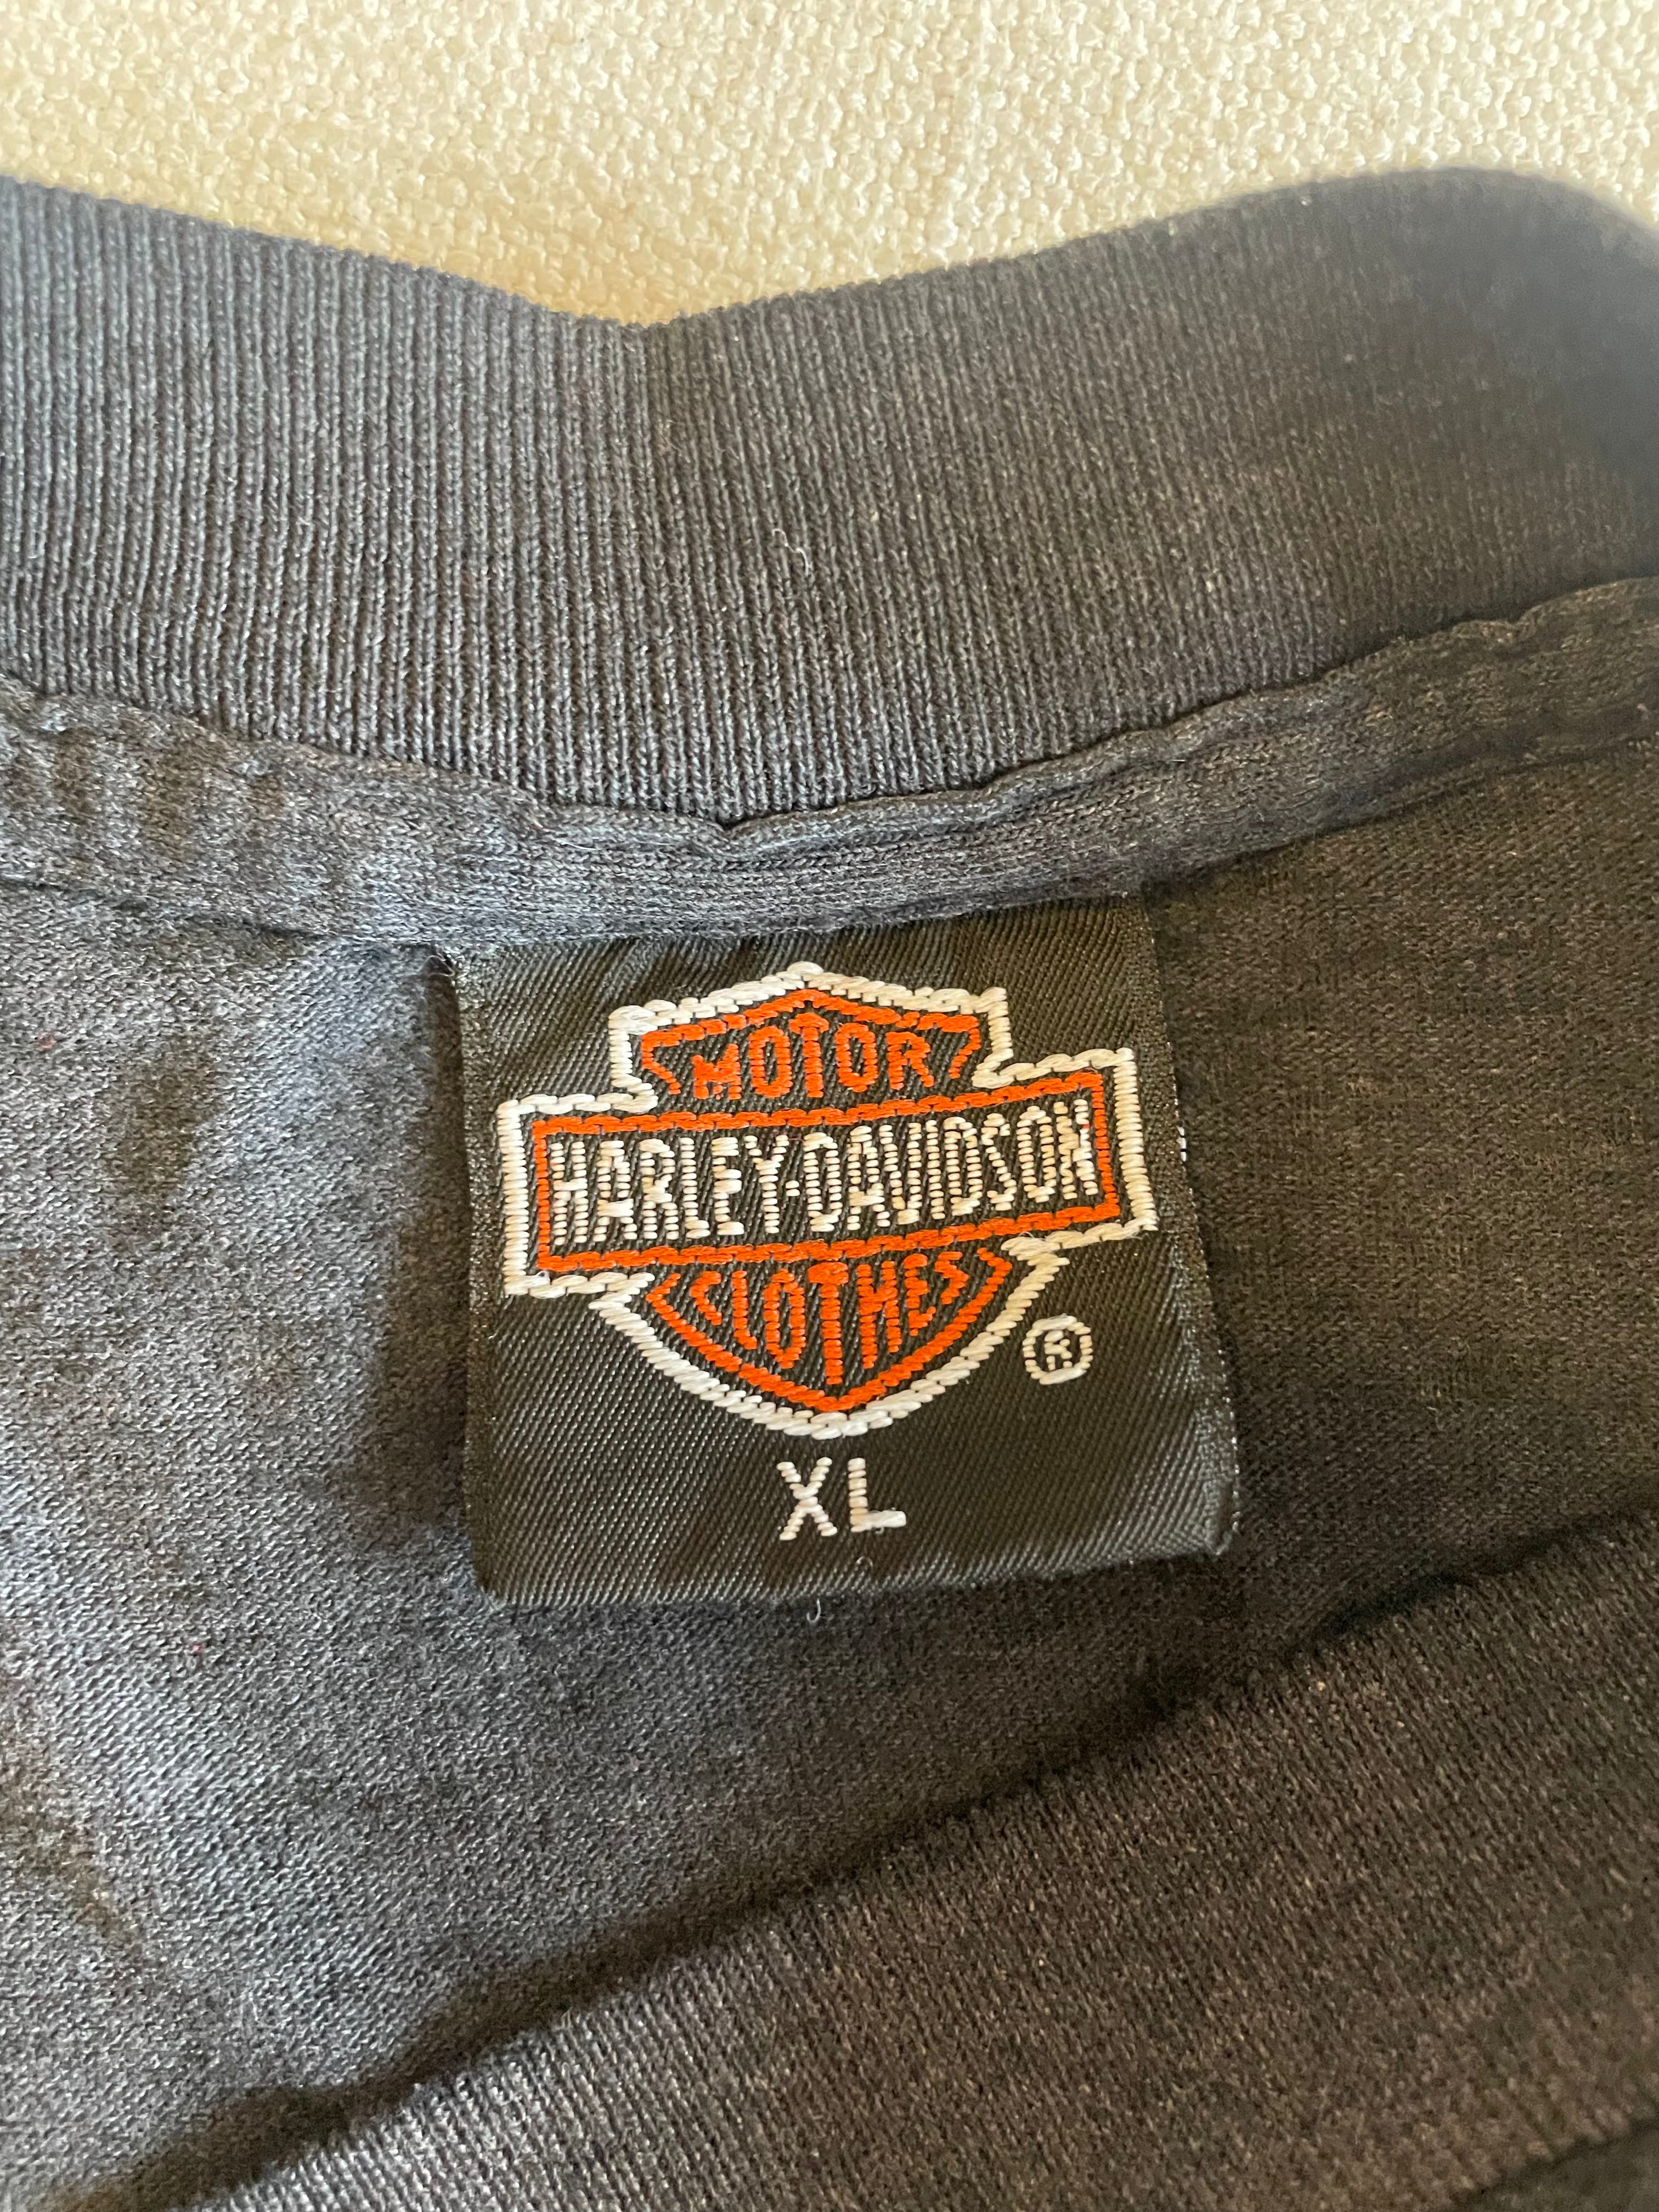 MOTOR
HARLEY-DAVIDSON
CLOTHES
®
XL